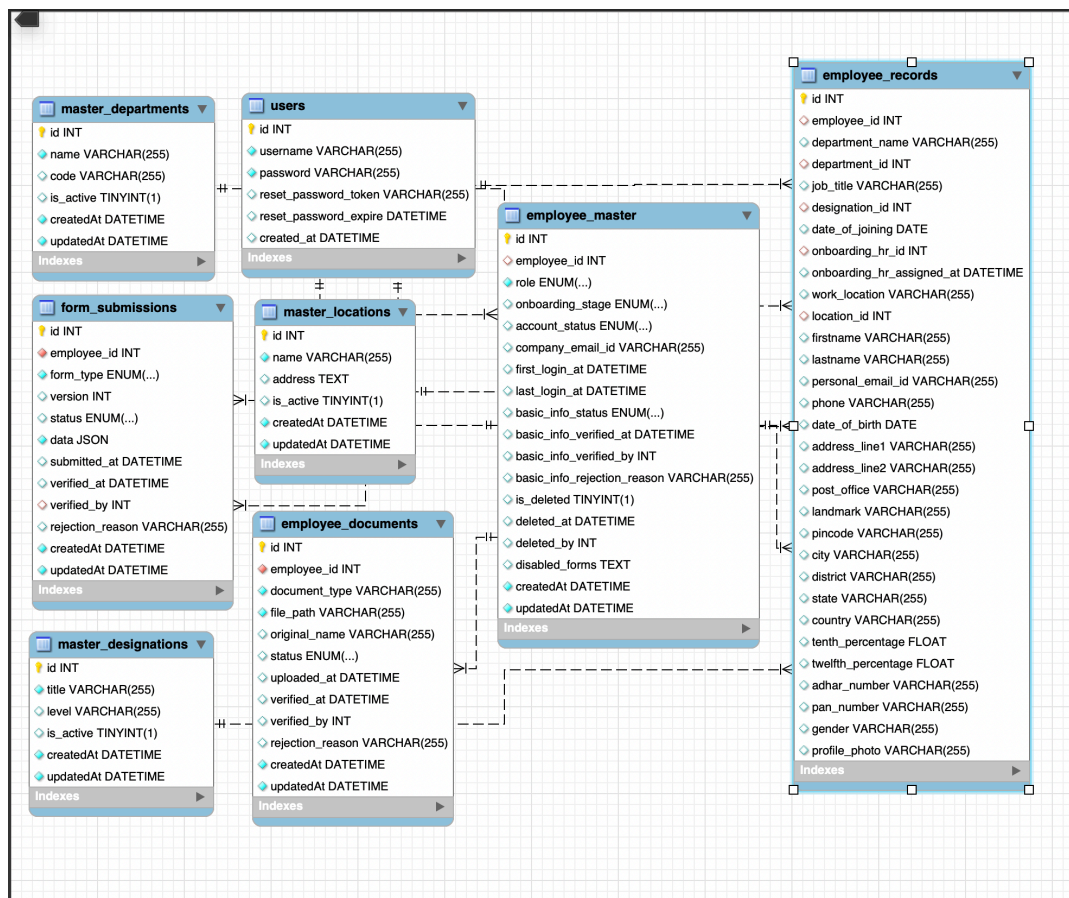 master_departments
id INT
name VARCHAR(255)
code VARCHAR(255)
is_active TINYINT(1)
createdAt DATETIME
updatedAt DATETIME
Indexes
users
id INT
username VARCHAR(255)
password VARCHAR(255)
reset_password_token VARCHAR(255)
reset_password_expire DATETIME
created_at DATETIME
Indexes
form_submissions
id INT
employee_id INT
form_type ENUM(...)
version INT
status ENUM(...)
data JSON
submitted_at DATETIME
verified_at DATETIME
verified_by INT
rejection_reason VARCHAR(255)
createdAt DATETIME
updatedAt DATETIME
Indexes
master_locations
id INT
name VARCHAR(255)
address TEXT
is_active TINYINT(1)
createdAt DATETIME
updatedAt DATETIME
Indexes
master_designations
id INT
title VARCHAR(255)
level VARCHAR(255)
is_active TINYINT(1)
createdAt DATETIME
updatedAt DATETIME
Indexes
employee_documents
id INT
employee_id INT
document_type VARCHAR(255)
file_path VARCHAR(255)
original_name VARCHAR(255)
status ENUM(...)
uploaded_at DATETIME
verified_at DATETIME
verified_by INT
rejection_reason VARCHAR(255)
createdAt DATETIME
updatedAt DATETIME
Indexes
employee_master
id INT
employee_id INT
role ENUM(...)
onboarding_stage ENUM(...)
account_status ENUM(...)
company_email_id VARCHAR(255)
first_login_at DATETIME
last_login_at DATETIME
basic_info_status ENUM(...)
basic_info_verified_at DATETIME
basic_info_verified_by INT
basic_info_rejection_reason VARCHAR(255)
is_deleted TINYINT(1)
deleted_at DATETIME
deleted_by INT
disabled_forms TEXT
createdAt DATETIME
updatedAt DATETIME
Indexes
employee_records
id INT
employee_id INT
department_name VARCHAR(255)
department_id INT
job_title VARCHAR(255)
designation_id INT
date_of_joining DATE
onboarding_hr_id INT
onboarding_hr_assigned_at DATETIME
work_location VARCHAR(255)
location_id INT
firstname VARCHAR(255)
lastname VARCHAR(255)
personal_email_id VARCHAR(255)
phone VARCHAR(255)
date_of_birth DATE
address_line1 VARCHAR(255)
address_line2 VARCHAR(255)
post_office VARCHAR(255)
landmark VARCHAR(255)
pincode VARCHAR(255)
city VARCHAR(255)
district VARCHAR(255)
state VARCHAR(255)
country VARCHAR(255)
tenth_percentage FLOAT
twelfth_percentage FLOAT
adhar_number VARCHAR(255)
pan_number VARCHAR(255)
gender VARCHAR(255)
profile_photo VARCHAR(255)
Indexes